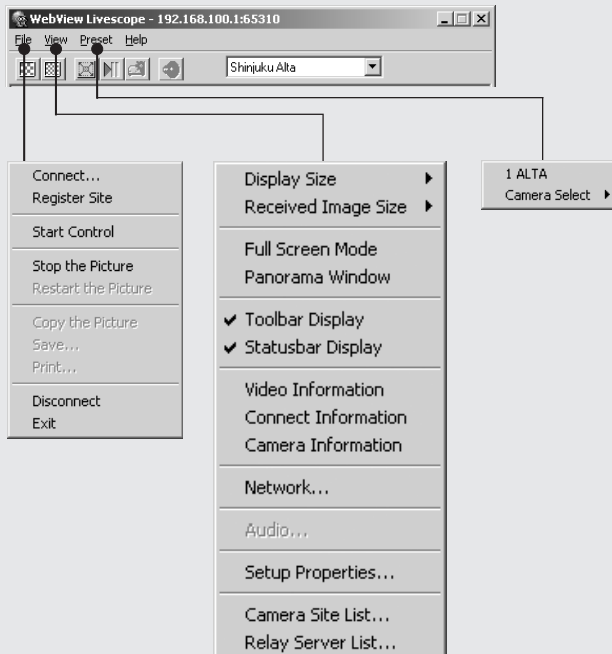 WebView Livescope - 192.168.100.1:65310
File View Preset Help
Shinjuku Alta
Connect...
Register Site
Start Control
Stop the Picture
Restart the Picture
Copy the Picture
Save...
Print...
Disconnect
Exit
Display Size
Received Image Size
Full Screen Mode
Panorama Window
Toolbar Display
Statusbar Display
Video Information
Connect Information
Camera Information
Network...
Audio...
Setup Properties...
Camera Site List...
Relay Server List...
1 ALTA
Camera Select